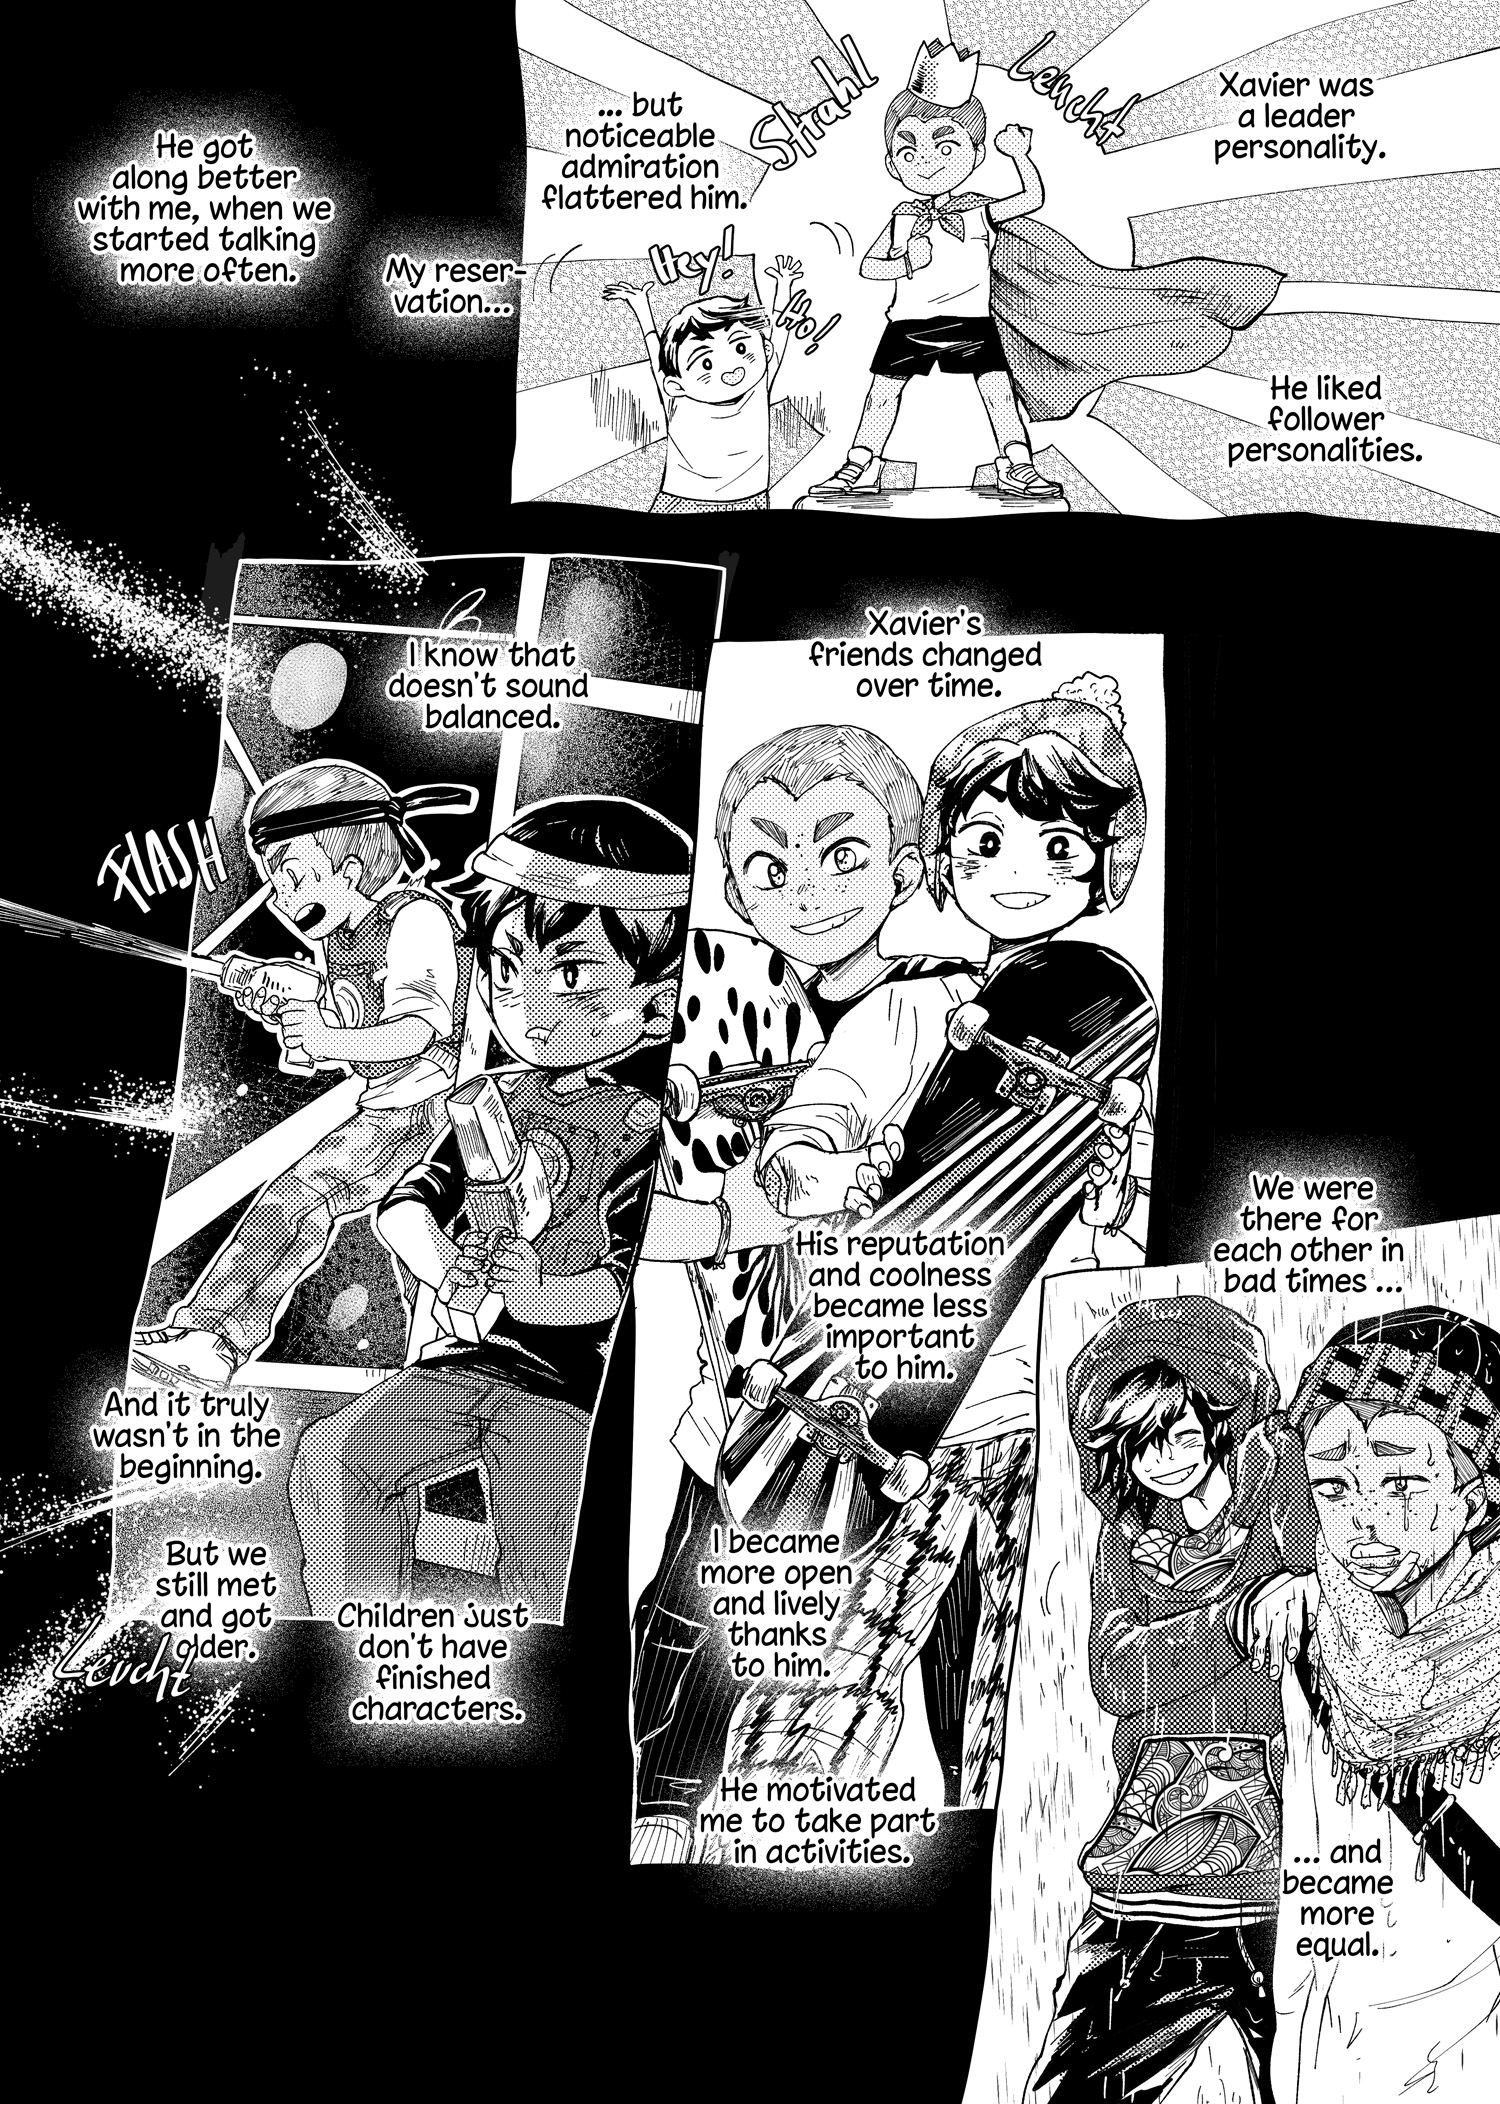 He got
along better
with me, when we
started talking
more often.
My reser-
vation...
... but
noticeable
admiration
flattered him.
Strahl
Leucht
Hey!
Ho!
Xavier was
a leader
personality.
He liked
follower
personalities.
I know that
doesn't sound
balanced.
FLASH
And it truly
wasn't in the
beginning.
But we
still met
and got
older.
Leucht
Children just
don't have
finished
characters.
Xavier's
friends changed
over time.
His reputation
and coolness
became less
important
to him.
I became
more open
and lively
thanks
to him.
He motivated
me to take part
in activities.
We were
there for
each other in
bad times ...
... and
became
more
equal.